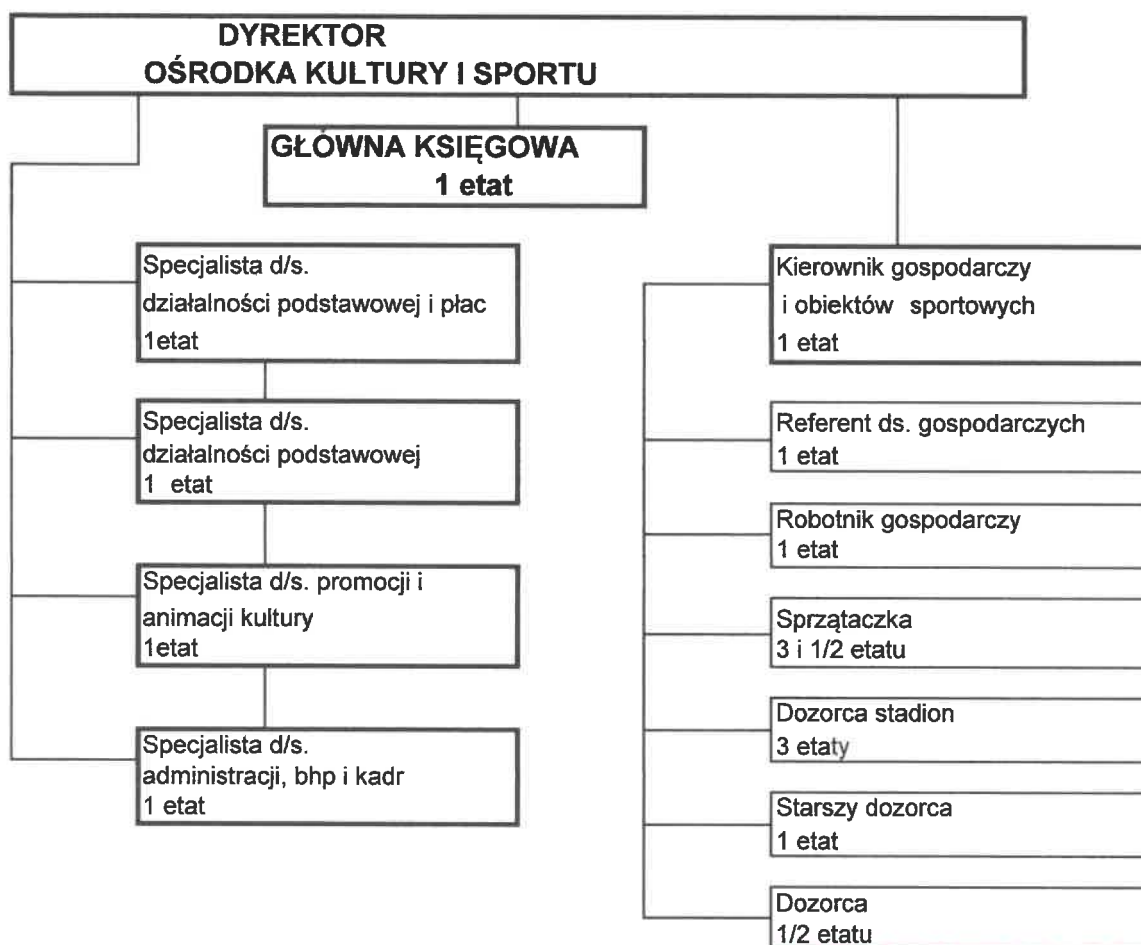 DYREKTOR
OŚRODKA KULTURY I SPORTU
GŁÓWNA KSIĘGOWA
1 etat
Specjalista d/s.
działalności podstawowej i płac
1etat
Specjalista d/s.
działalności podstawowej
1 etat
Specjalista d/s. promocji i
animacji kultury
1etat
Specjalista d/s.
administracji, bhp i kadr
1 etat
Kierownik gospodarczy
i obiektów sportowych
1 etat
Referent ds. gospodarczych
1 etat
Robotnik gospodarczy
1 etat
Sprzątaczka
3 i 1/2 etatu
Dozorca stadion
3 etaty
Starszy dozorca
1 etat
Dozorca
1/2 etatu